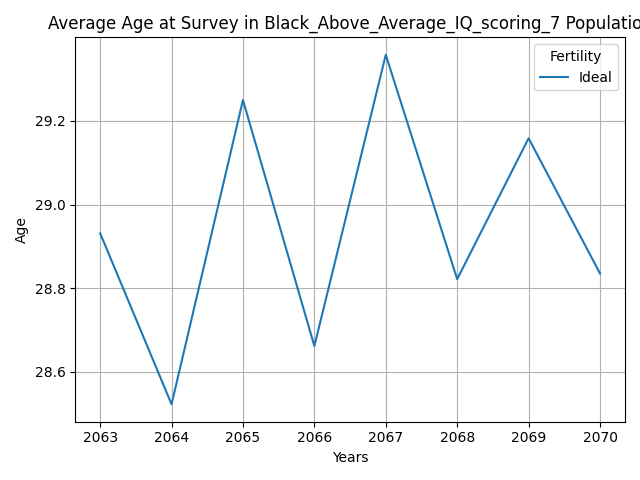 Average Age at Survey in Black_Above_Average_IQ_scoring_7 Populatio
Fertility
Ideal
29.2
29.0
28.8
28.6
Age
2063 2064 2065 2066 2067 2068 2069 2070
Years